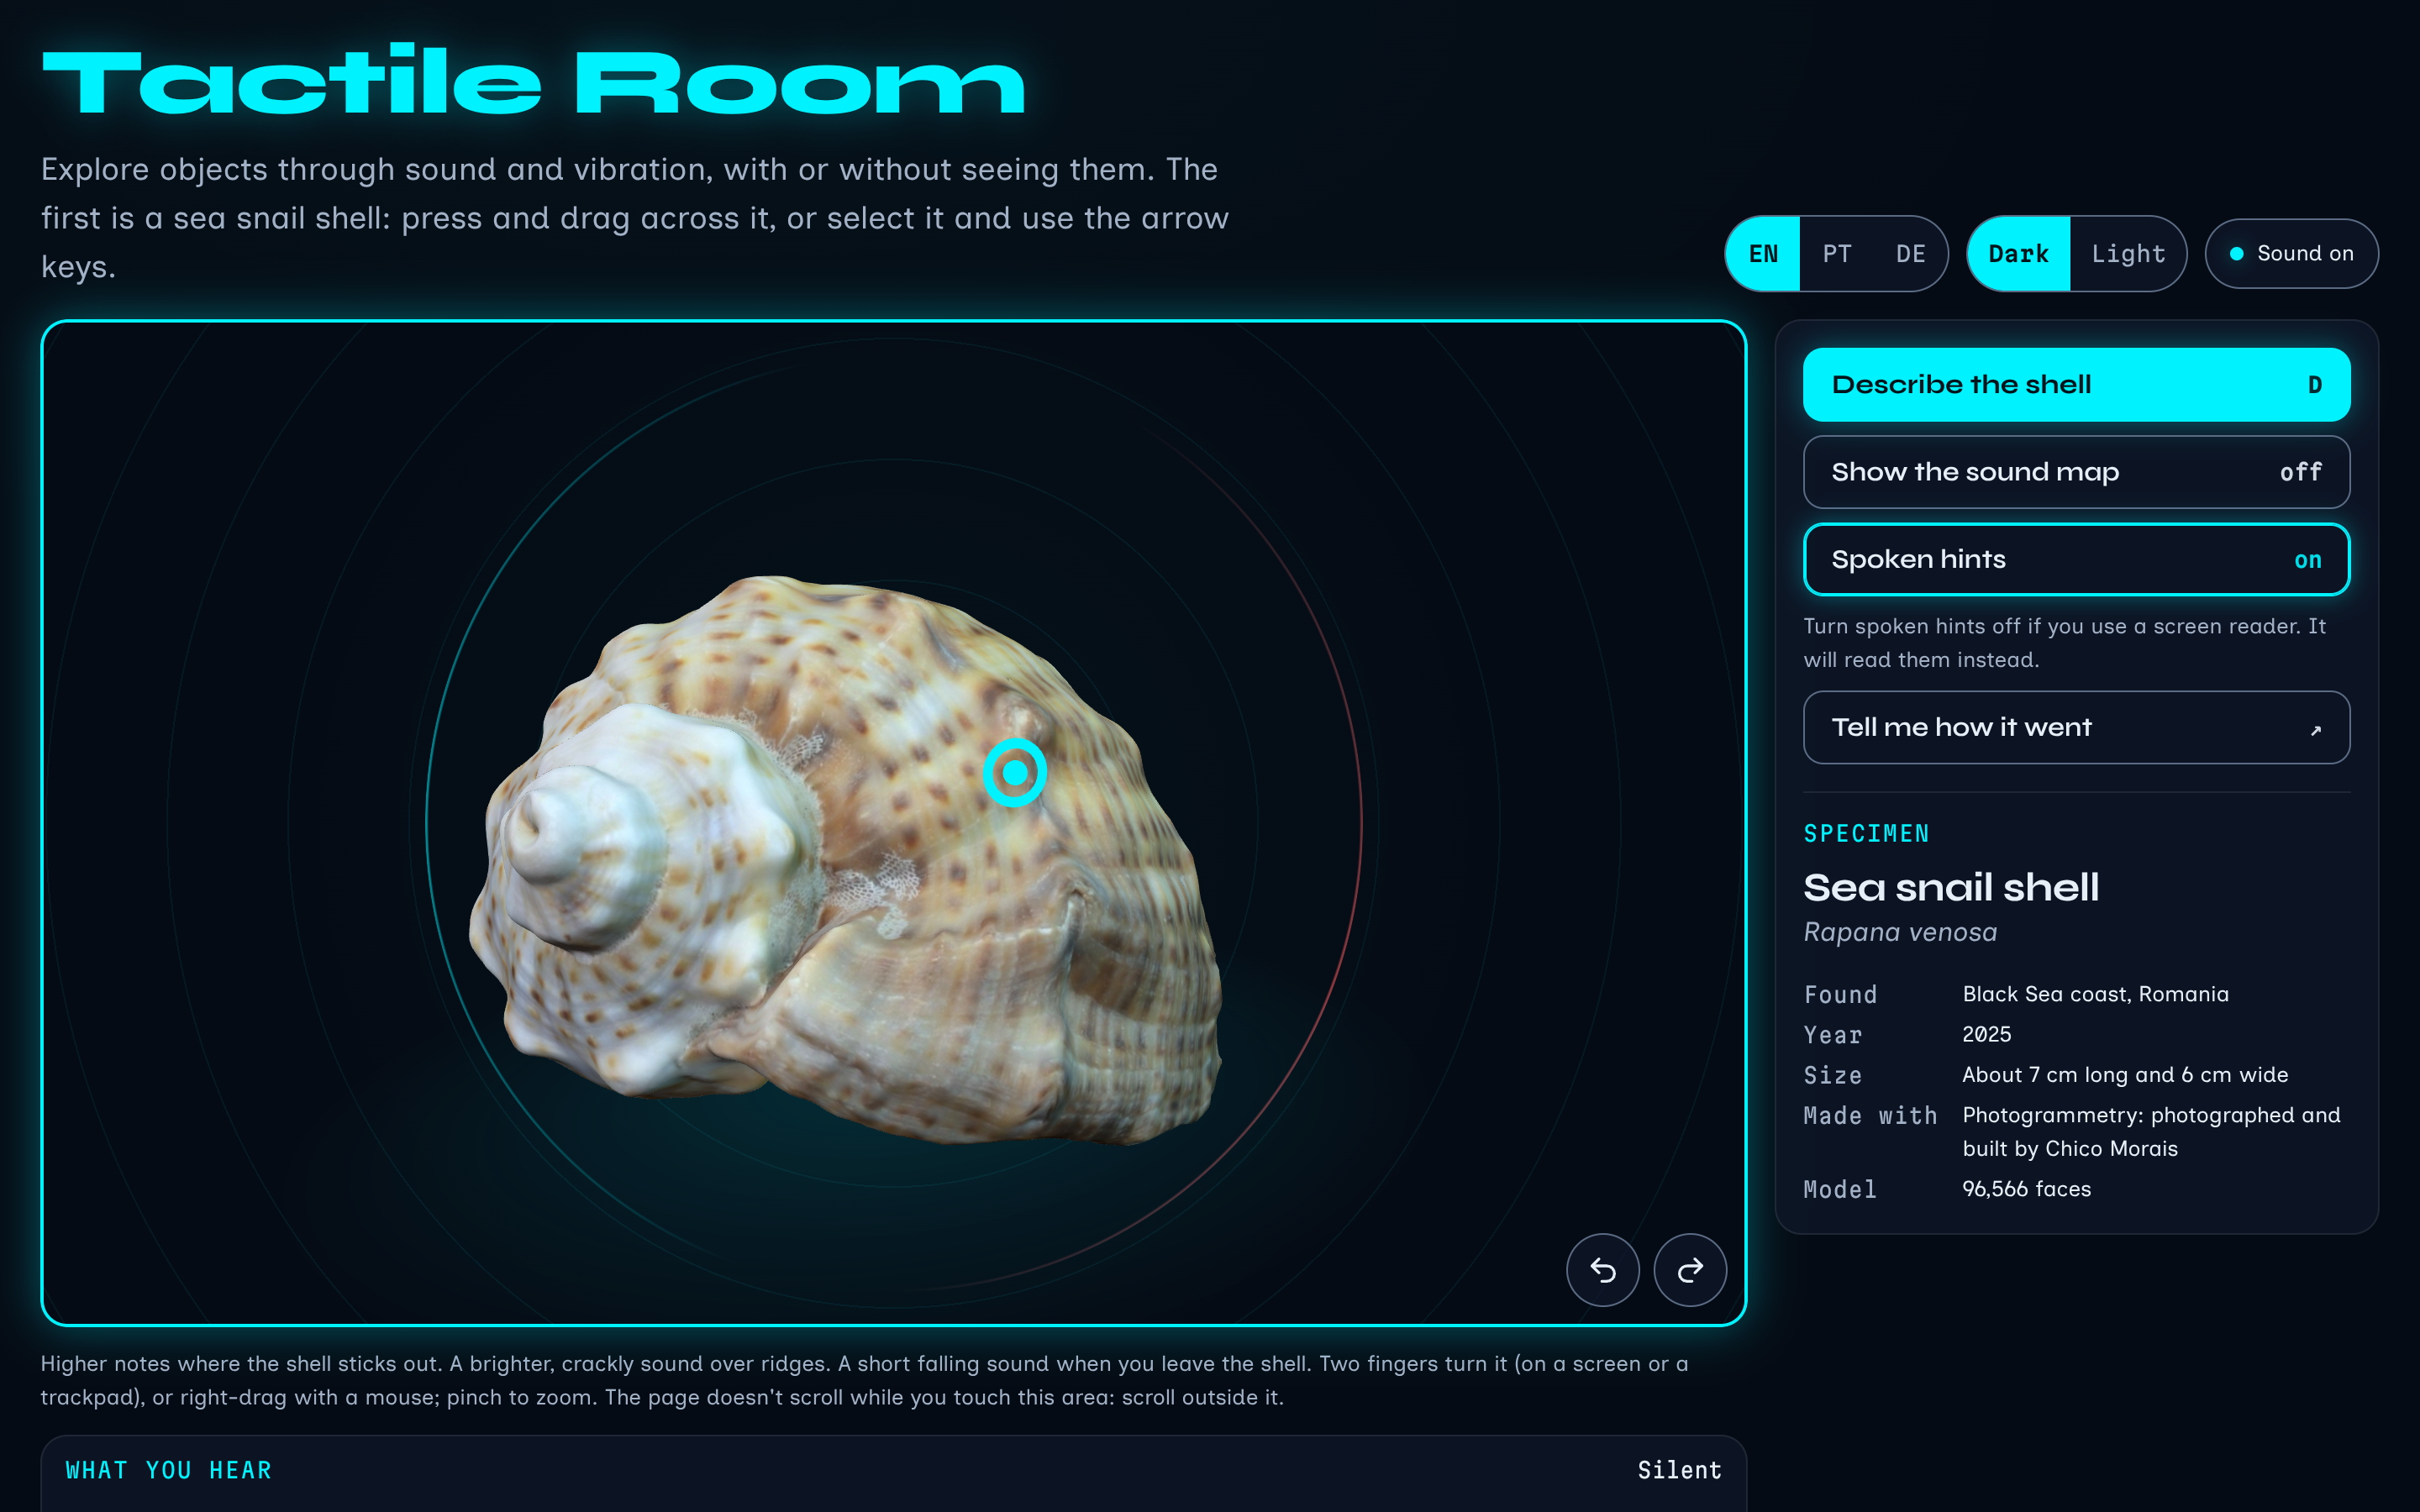 Tactile Room
Explore objects through sound and vibration, with or without seeing them. The
first is a sea snail shell: press and drag across it, or select it and use the arrow
keys.
EN PT DE Dark Light Sound on
Describe the shell D
Show the sound map off
Spoken hints on
Turn spoken hints off if you use a screen reader. It
will read them instead.
Tell me how it went ↗
SPECIMEN
Sea snail shell
Rapana venosa
Found Black Sea coast, Romania
Year 2025
Size About 7 cm long and 6 cm wide
Made with Photogrammetry: photographed and
built by Chico Morais
Model 96,566 faces
Higher notes where the shell sticks out. A brighter, crackly sound over ridges. A short falling sound when you leave the shell. Two fingers turn it (on a screen or a
trackpad), or right-drag with a mouse; pinch to zoom. The page doesn't scroll while you touch this area: scroll outside it.
WHAT YOU HEAR Silent